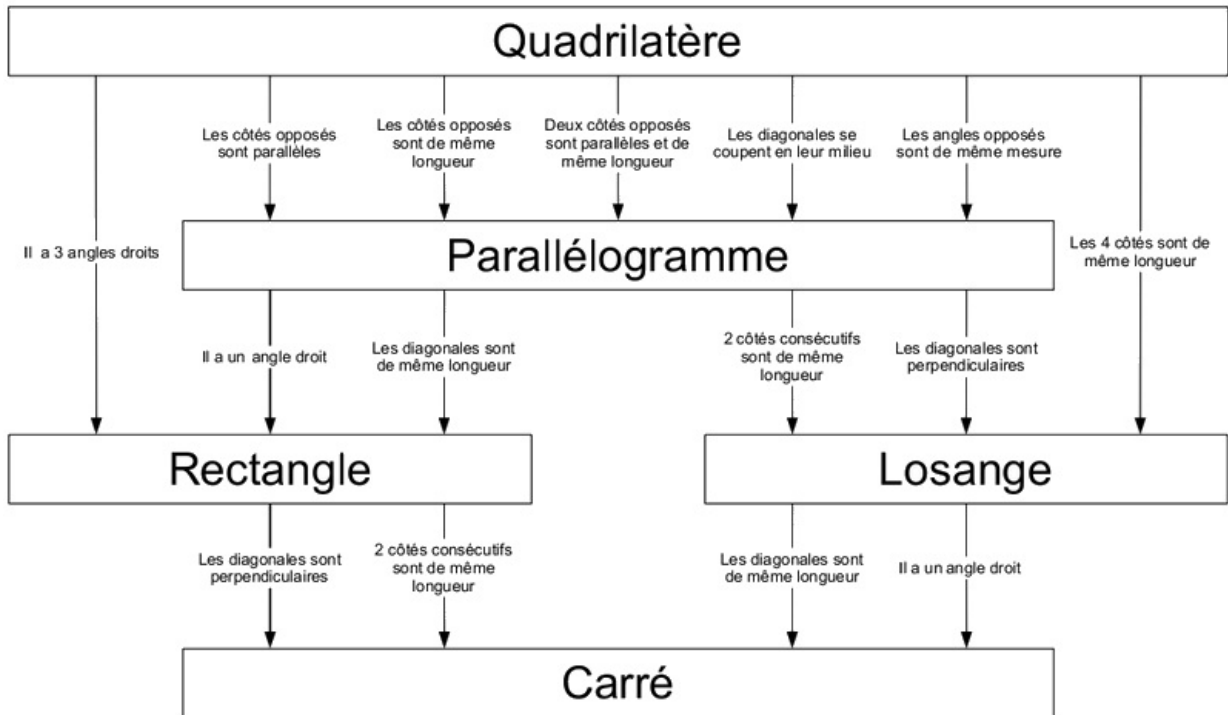 Quadrilatère
Les côtés opposés
sont parallèles
Les côtés opposés
sont de même
longueur
Deux côtés opposés
sont parallèles et de
même longueur
Les diagonales se
coupent en leur milieu
Les angles opposés
sont de même mesure
Il a 3 angles droits
Parallélogramme
Les 4 côtés sont de
même longueur
Il a un angle droit
Les diagonales sont
de même longueur
2 côtés consécutifs
sont de même
longueur
Les diagonales sont
perpendiculaires
Rectangle
Losange
Les diagonales sont
perpendiculaires
2 côtés consécutifs
sont de même
longueur
Les diagonales sont
de même longueur
Il a un angle droit
Carré